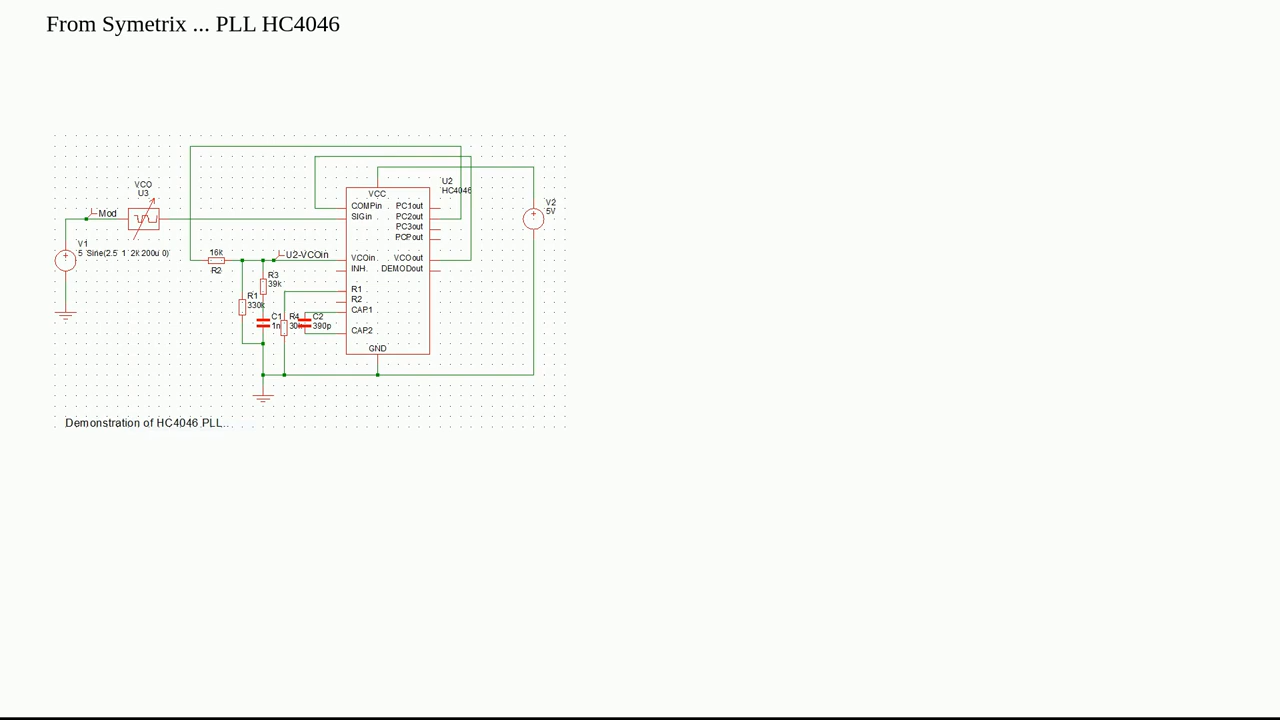 From Symetrix ... PLL HC4046
VCO
U3
Mod
V1
5 Sine(2.5 1 2k 200u 0)
16k
R2
U2-VCOin
R3
39k
R1
330k
C1
1n
R4
C2
390p
U2
HC4046
VCC
COMPin
PC1out
SIGin
PC2out
PC3out
PCPout
VCOin
VCOout
INH
DEMODout
R1
R2
CAP1
CAP2
GND
V2
5V
Demonstration of HC4046 PLL..